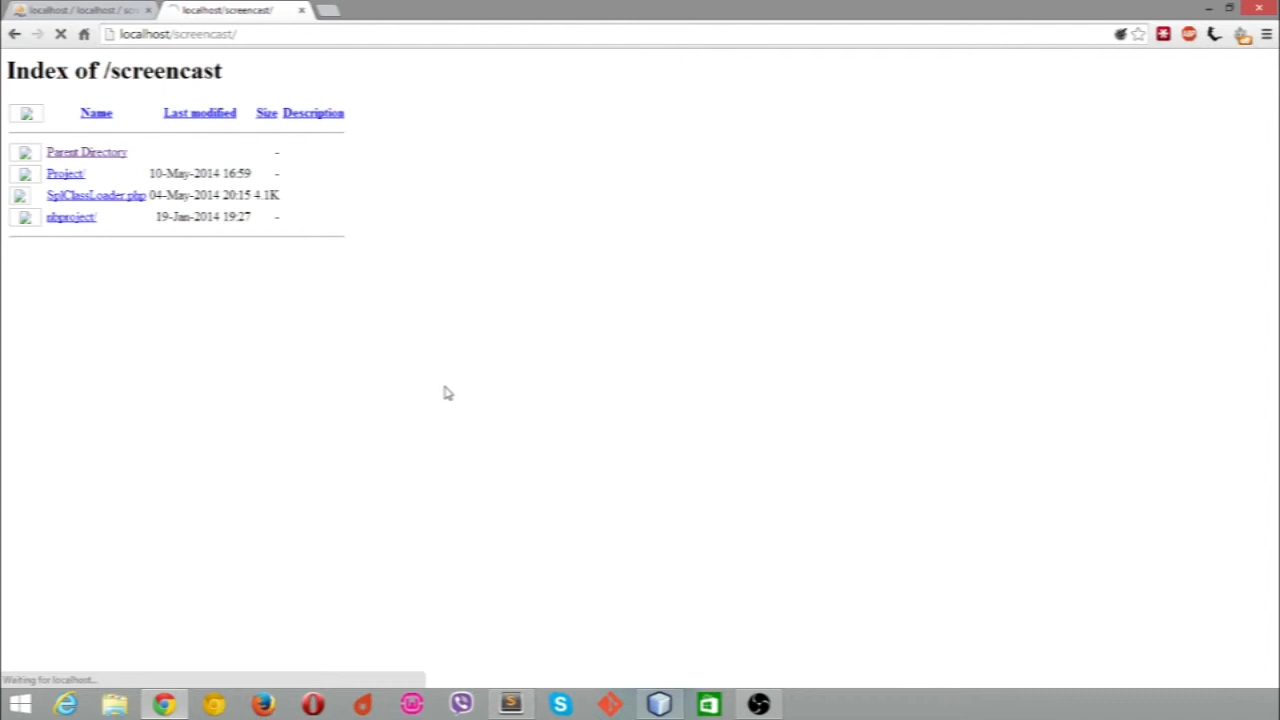 localhost / localhost / scr
localhost/screencast/
localhost/screencast/
Index of /screencast
Name Last modified Size Description
Parent Directory -
Project/ 10-May-2014 16:59 -
SplClassLoader.php 04-May-2014 20:15 4.1K
nbproject/ 19-Jan-2014 19:27 -
Waiting for localhost...